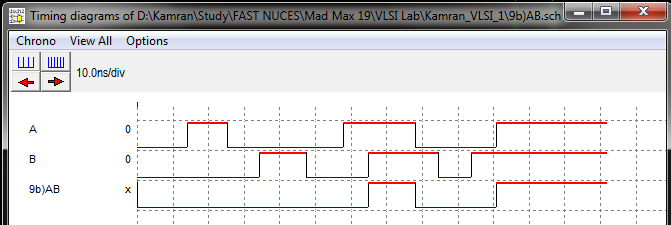 Timing diagrams of D:\Kamran\Study\FAST NUCES\Mad Max 19\VLSI Lab\Kamran_VLSI_1\9b)AB.sch
Chrono View All Options
10.0ns/div
A 0
B 0
9b)AB x